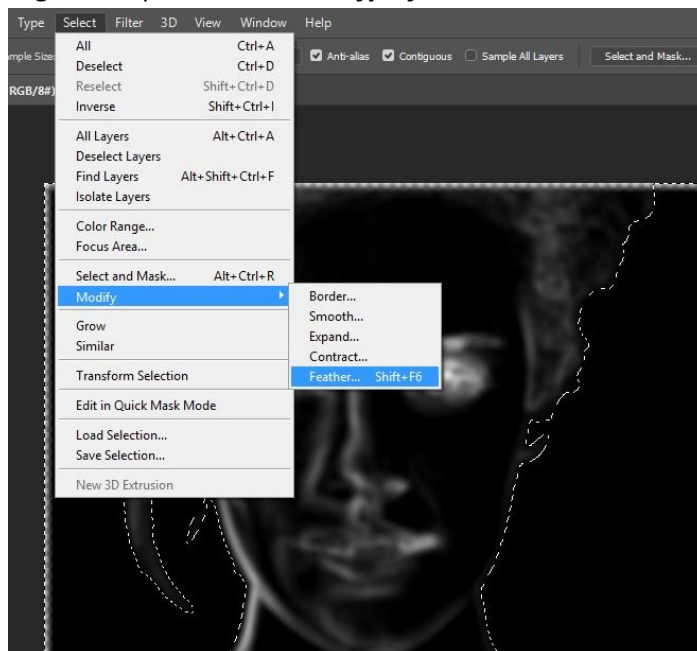 Type Select Filter 3D View Window Help
Anti-alias Contiguous Sample All Layers Select and Mask...
RGB/8#)
All Ctrl+A
Deselect Ctrl+D
Reselect Shift+Ctrl+D
Inverse Shift+Ctrl+I
All Layers Alt+Ctrl+A
Deselect Layers
Find Layers Alt+Shift+Ctrl+F
Isolate Layers
Color Range...
Focus Area...
Select and Mask... Alt+Ctrl+R
Modify
Grow
Similar
Transform Selection
Edit in Quick Mask Mode
Load Selection...
Save Selection...
New 3D Extrusion
Border...
Smooth...
Expand...
Contract...
Feather... Shift+F6